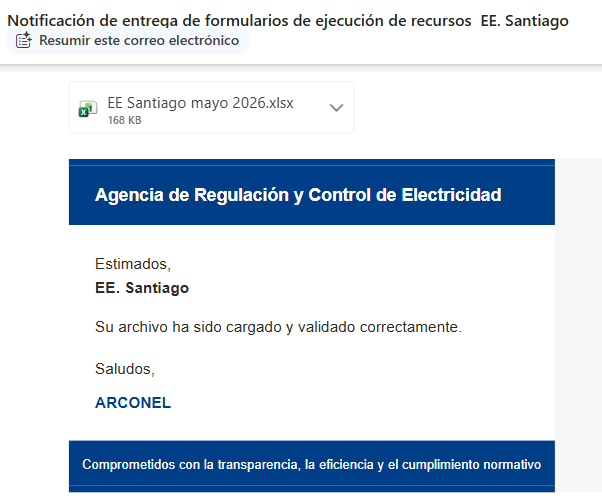 Notificación de entrega de formularios de ejecución de recursos  EE. Santiago
Resumir este correo electrónico
EE Santiago mayo 2026.xlsx
168 KB
Agencia de Regulación y Control de Electricidad
Estimados,
EE. Santiago
Su archivo ha sido cargado y validado correctamente.
Saludos,
ARCONEL
Comprometidos con la transparencia, la eficiencia y el cumplimiento normativo